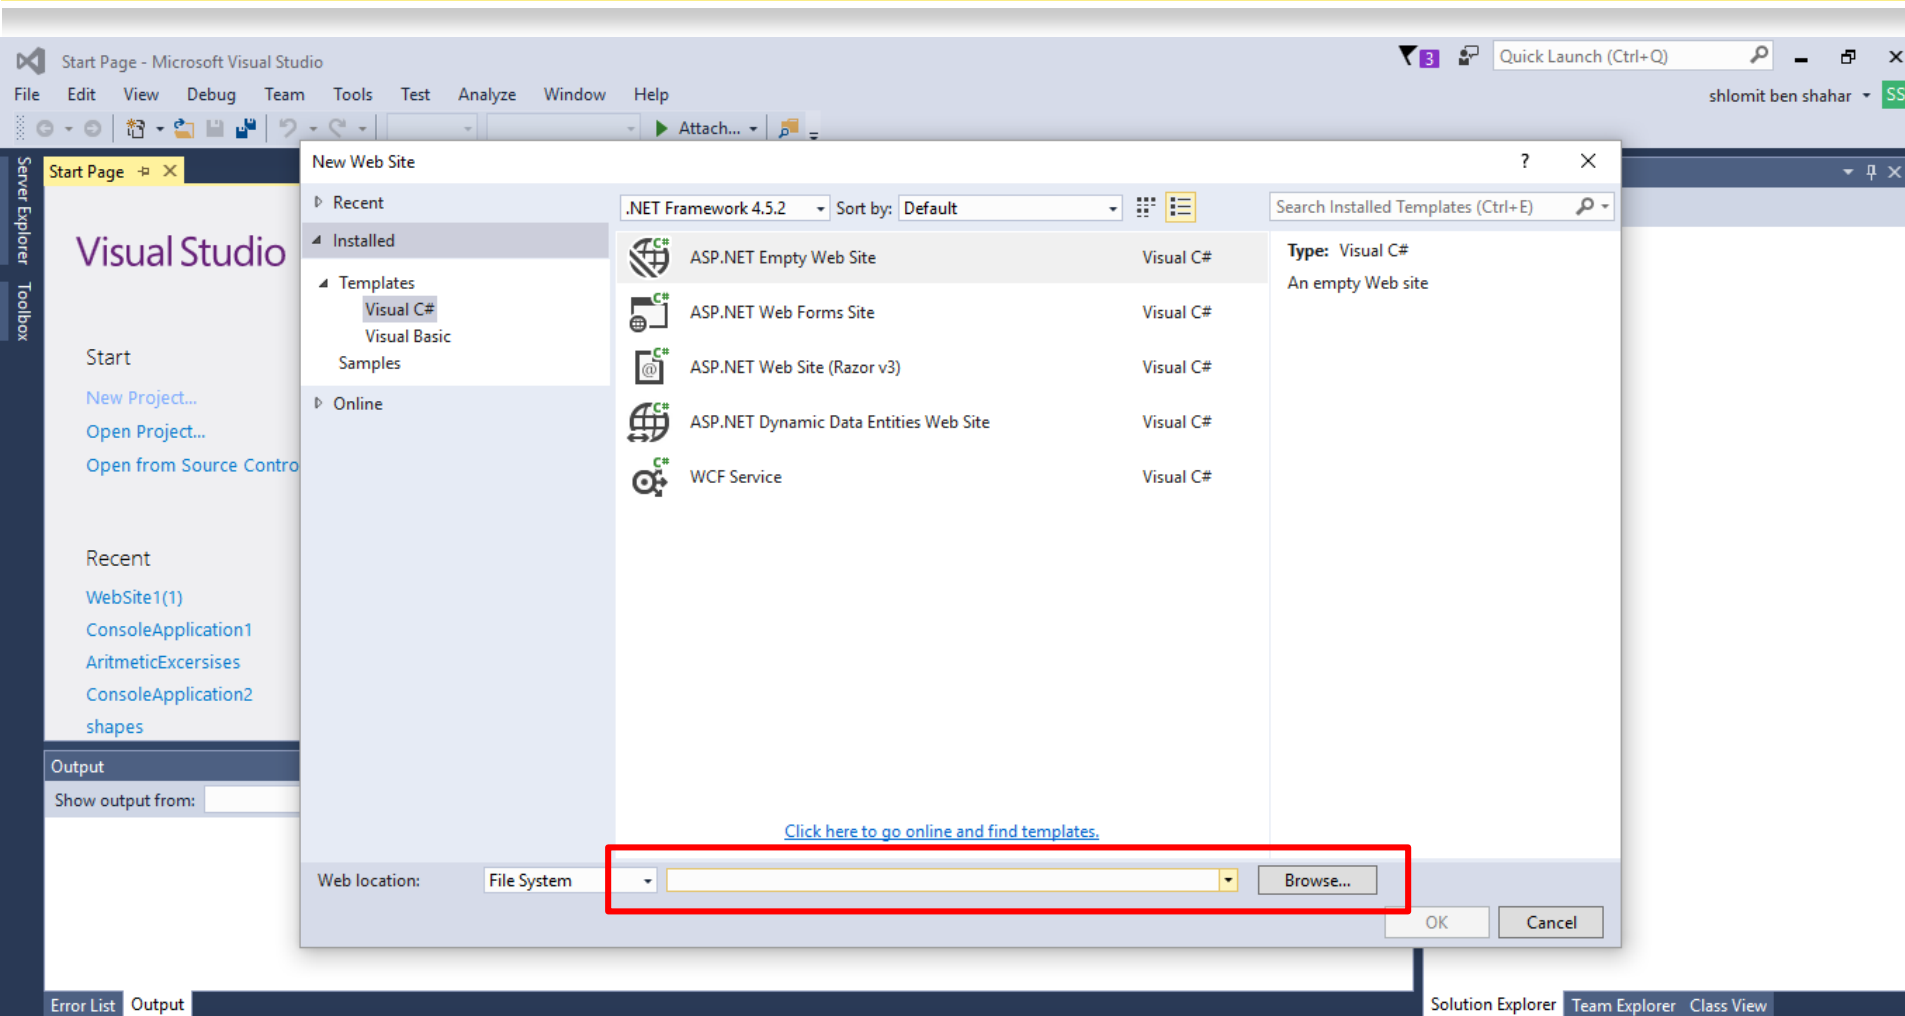 Start Page - Microsoft Visual Studio
3
Quick Launch (Ctrl+Q)
File Edit View Debug Team Tools Test Analyze Window Help
shlomit ben shahar
SS
Attach...
Server Explorer
Toolbox
Start Page
New Web Site
?
Recent
.NET Framework 4.5.2
Sort by: Default
Search Installed Templates (Ctrl+E)
Visual Studio
Installed
Templates
Visual C#
Visual Basic
Samples
Online
ASP.NET Empty Web Site Visual C#
ASP.NET Web Forms Site Visual C#
ASP.NET Web Site (Razor v3) Visual C#
ASP.NET Dynamic Data Entities Web Site Visual C#
WCF Service Visual C#
Type: Visual C#
An empty Web site
Start
New Project...
Open Project...
Open from Source Contro
Recent
WebSite1(1)
ConsoleApplication1
AritmeticExcersises
ConsoleApplication2
shapes
Output
Show output from:
Click here to go online and find templates.
Web location: File System Browse...
OK Cancel
Error List Output
Solution Explorer Team Explorer Class View